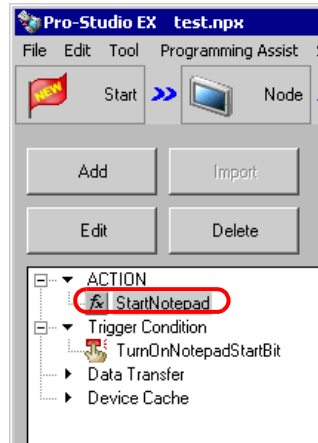 Pro-Studio EX test.npx
File Edit Tool Programming Assist
NEW Start Node
Add Import
Edit Delete
ACTION
fx StartNotepad
Trigger Condition
TurnOnNotepadStartBit
Data Transfer
Device Cache